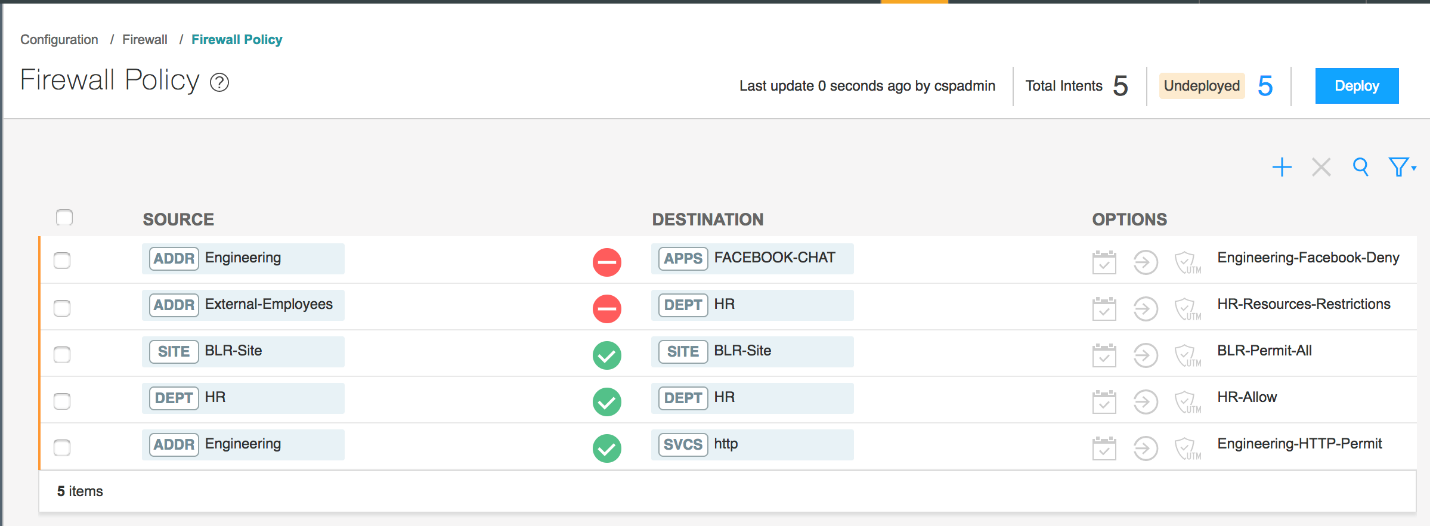 Configuration / Firewall / Firewall Policy
Firewall Policy ?
Last update 0 seconds ago by cspadmin Total Intents 5 Undeployed 5 Deploy
SOURCE DESTINATION OPTIONS
ADDR Engineering APPS FACEBOOK-CHAT UTM Engineering-Facebook-Deny
ADDR External-Employees DEPT HR UTM HR-Resources-Restrictions
SITE BLR-Site SITE BLR-Site UTM BLR-Permit-All
DEPT HR DEPT HR UTM HR-Allow
ADDR Engineering SVCS http UTM Engineering-HTTP-Permit
5 items